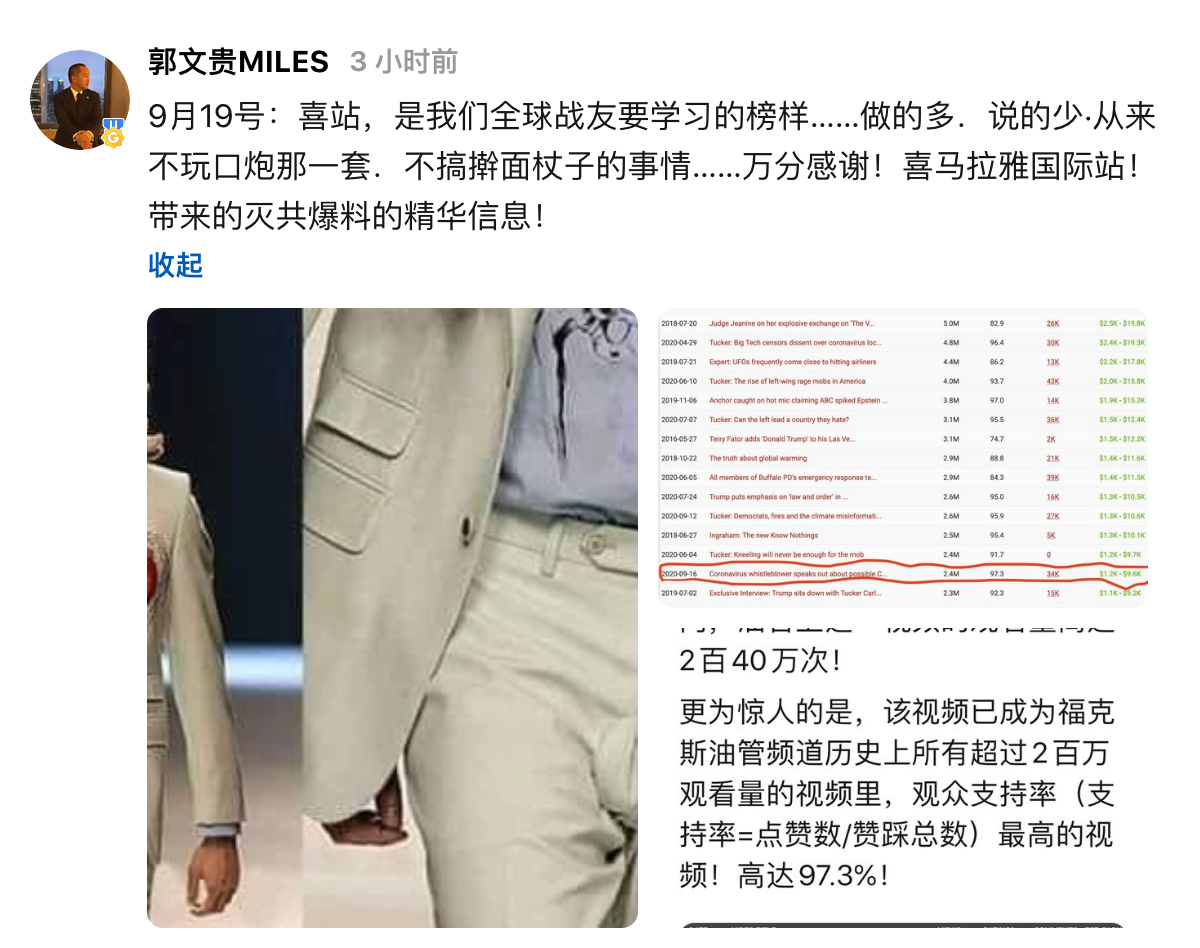 郭文贵MILES 3 小时前
9月19号：喜站，是我们全球战友要学习的榜样……做的多．说的少·从来
不玩口炮那一套．不搞擀面杖子的事情……万分感谢！喜马拉雅国际站！
带来的灭共爆料的精华信息！
收起
2018-07-20 Judge Jeanine on her explosive exchange on 'The V... 5.0M 82.9 26K $2.5K - $19.8K
2020-04-29 Tucker: Big Tech censors dissent over coronavirus loc... 4.8M 96.4 30K $2.4K - $19.3K
2018-07-21 Expert: UFOs frequently come close to hitting airliners 4.4M 86.2 13K $2.2K - $17.8K
2020-06-10 Tucker: The rise of left-wing rage mobs in America 4.0M 93.7 43K $2.0K - $15.8K
2019-11-06 Anchor caught on hot mic claiming ABC spiked Epstein ... 3.8M 97.0 14K $1.9K - $15.2K
2020-07-07 Tucker: Can the left lead a country they hate? 3.1M 95.5 36K $1.5K - $12.4K
2016-05-27 Terry Fator adds 'Donald Trump' to his Las Ve... 3.1M 74.7 2K $1.5K - $12.2K
2018-10-22 The truth about global warming 2.9M 88.8 21K $1.4K - $11.6K
2020-06-05 All members of Buffalo PD's emergency response te... 2.9M 84.3 39K $1.4K - $11.5K
2020-07-24 Trump puts emphasis on 'law and order' in ... 2.6M 95.0 16K $1.3K - $10.5K
2020-09-12 Tucker: Democrats, fires and the climate misinformati... 2.6M 95.9 27K $1.3K - $10.6K
2018-06-27 Ingraham: The new Know Nothings 2.5M 95.4 5K $1.3K - $10.1K
2020-06-04 Tucker: Kneeling will never be enough for the mob 2.4M 91.7 0 $1.2K - $9.7K
2020-09-16 Coronavirus whistleblower speaks out about possible C... 2.4M 97.3 34K $1.2K - $9.6K
2019-07-02 Exclusive Interview: Trump sits down with Tucker Carl... 2.3M 92.3 15K $1.1K - $9.2K
2百40万次！
更为惊人的是，该视频已成为福克
斯油管频道历史上所有超过2百万
观看量的视频里，观众支持率（支
持率=点赞数/赞踩总数）最高的视
频！高达97.3%！